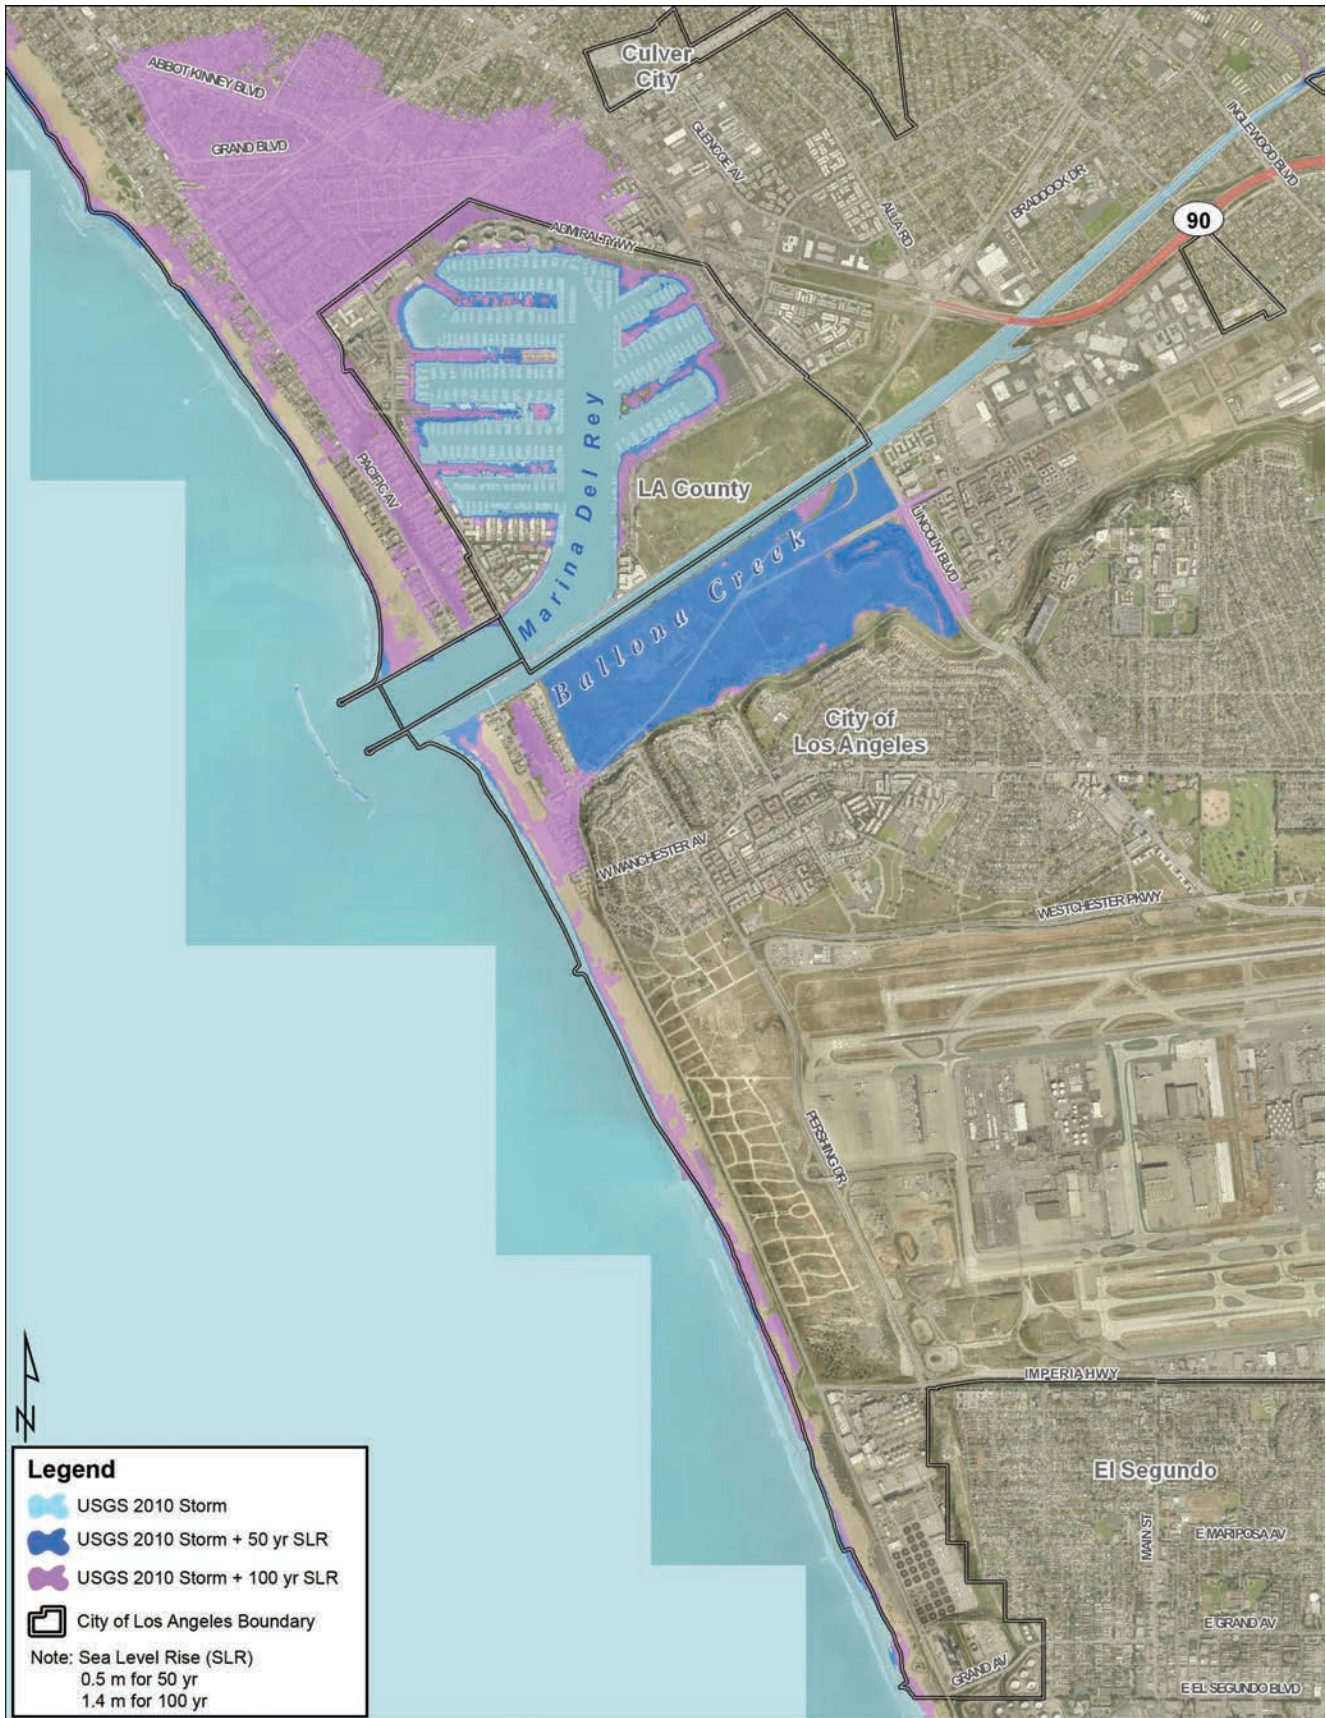 Culver
City
ABBOT KINNEY BLVD
GRAND BLVD
GLENCOE AV
INGLEWOOD BLVD
BRADDOCK DR
ALLA RD
90
ADMIRALTY WY
Marina Del Rey
PACIFIC AV
LA County
LINCOLN BLVD
Ballona Creek
City of
Los Angeles
W MANCHESTER AV
WESTCHESTER PKWY
PERSHING DR
IMPERIA HWY
El Segundo
MAIN ST
E MARIPOSA AV
E GRAND AV
GRAND AV
E EL SEGUNDO BLVD
N
Legend
USGS 2010 Storm
USGS 2010 Storm + 50 yr SLR
USGS 2010 Storm + 100 yr SLR
City of Los Angeles Boundary
Note: Sea Level Rise (SLR)
0.5 m for 50 yr
1.4 m for 100 yr